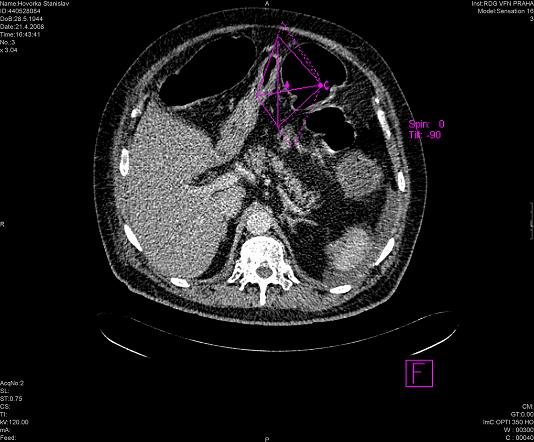 Name:Hovorka Stanislav
ID:440528084
DoB:28.5.1944
Date:21.4.2008
16:43:41
No.:3
x 3.04
A
Inst:RDG VFN PRAHA
Model:Sensation 16
3
C
Spin: 0
Tilt: -90
R
F
AcqNo:2
SL:
ST:0.75
CS:
TI:
kV:120.00
mA:
Feed:
P
CM:
GT:0.00
ImC OPTI 350 HO
W : 00300
C : 00040